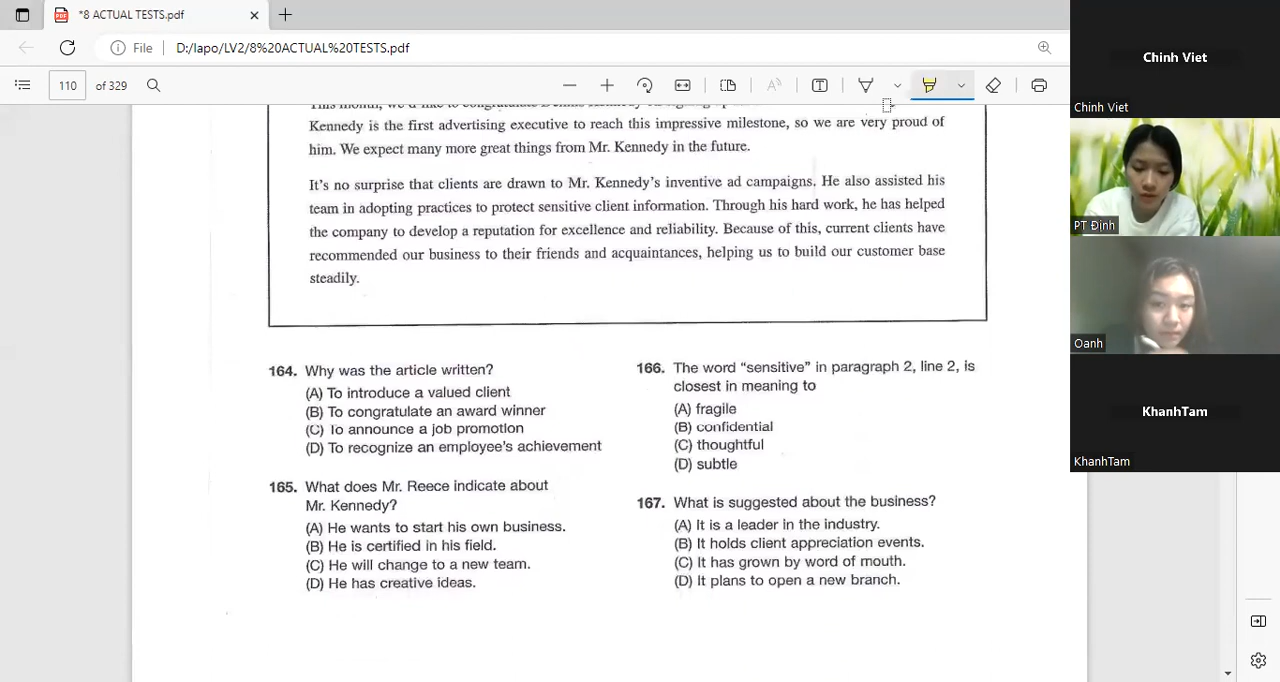 *8 ACTUAL TESTS.pdf
File
D:/lapo/LV2/8%20ACTUAL%20TESTS.pdf
110
of 329
This month, we'd like to congratulate Dennis Kennedy on
Kennedy is the first advertising executive to reach this impressive milestone, so we are very proud of
him. We expect many more great things from Mr. Kennedy in the future.
It's no surprise that clients are drawn to Mr. Kennedy's inventive ad campaigns. He also assisted his
team in adopting practices to protect sensitive client information. Through his hard work, he has helped
the company to develop a reputation for excellence and reliability. Because of this, current clients have
recommended our business to their friends and acquaintances, helping us to build our customer base
steadily.
164. Why was the article written?
(A) To introduce a valued client
(B) To congratulate an award winner
(C) To announce a job promotion
(D) To recognize an employee's achievement
165. What does Mr. Reece indicate about
Mr. Kennedy?
(A) He wants to start his own business.
(B) He is certified in his field.
(C) He will change to a new team.
(D) He has creative ideas.
166. The word "sensitive" in paragraph 2, line 2, is
closest in meaning to
(A) fragile
(B) confidential
(C) thoughtful
(D) subtle
167. What is suggested about the business?
(A) It is a leader in the industry.
(B) It holds client appreciation events.
(C) It has grown by word of mouth.
(D) It plans to open a new branch.
Chinh Viet
Chinh Viet
PT Định
Oanh
KhanhTam
KhanhTam